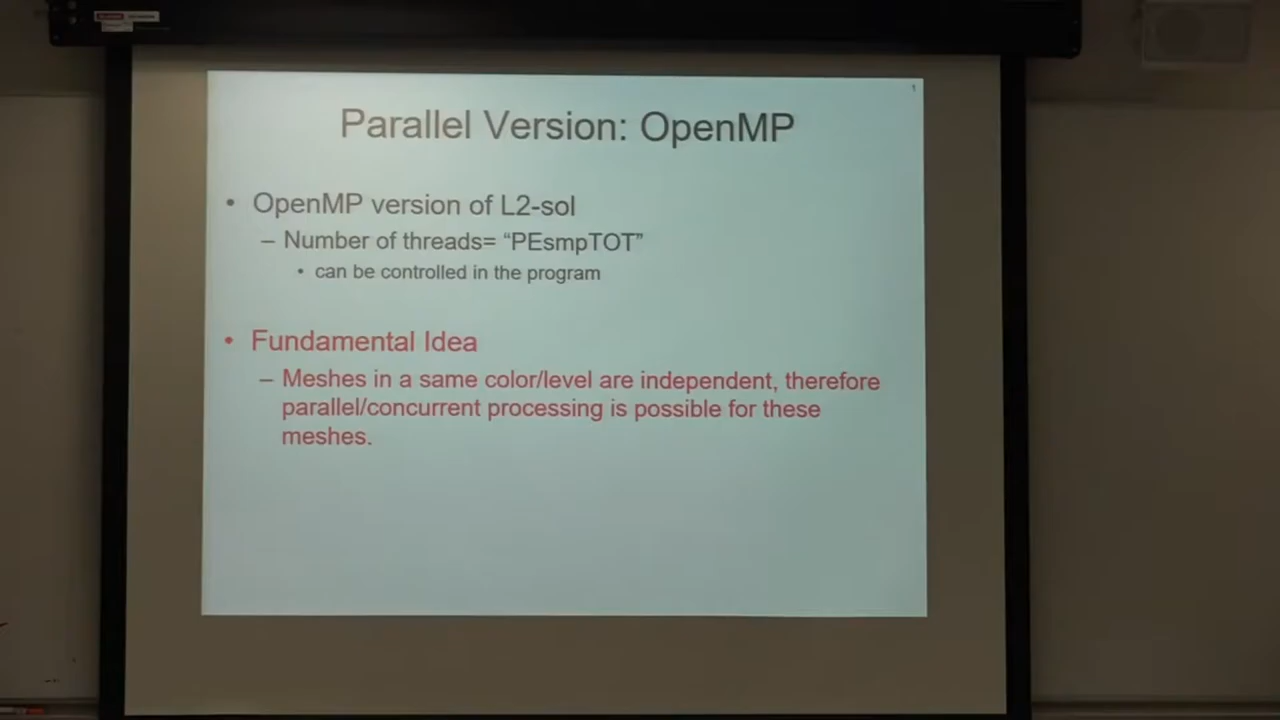 1
Parallel Version: OpenMP
• OpenMP version of L2-sol
– Number of threads= “PEsmpTOT”
• can be controlled in the program
• Fundamental Idea
– Meshes in a same color/level are independent, therefore
parallel/concurrent processing is possible for these
meshes.